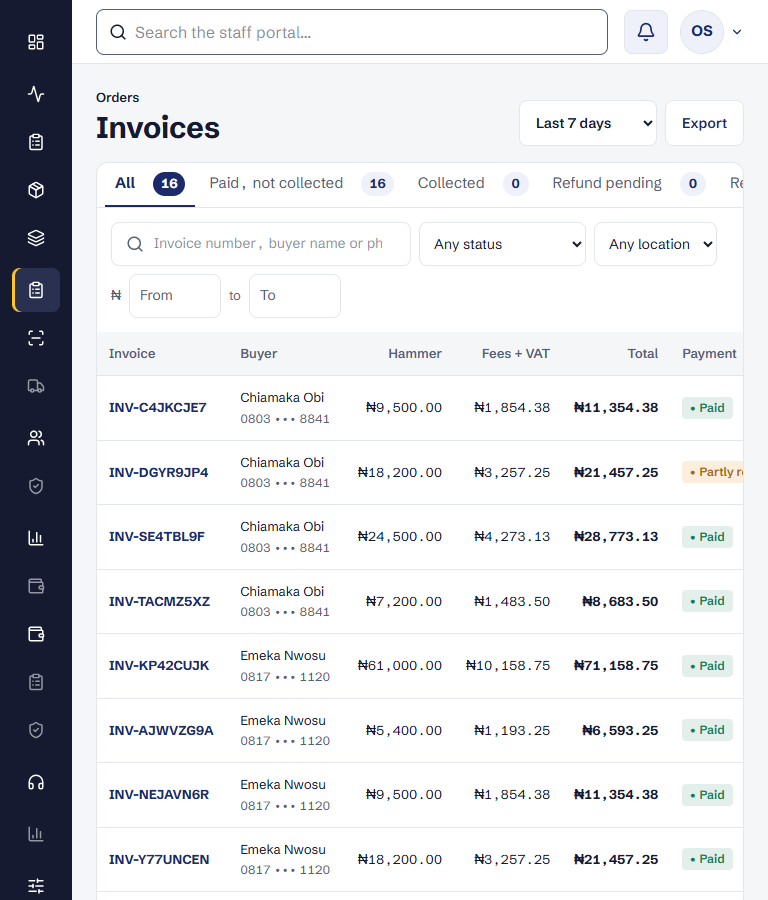 Search the staff portal...
OS
Orders
Invoices
Last 7 days
Export
All 16 Paid, not collected 16 Collected 0 Refund pending 0 Re
Invoice number, buyer name or ph
Any status
Any location
₦ From to To
Invoice Buyer Hammer Fees + VAT Total Payment
INV-C4JKCJE7 Chiamaka Obi ₦9,500.00 ₦1,854.38 ₦11,354.38 • Paid
0803 ••• 8841
INV-DGYR9JP4 Chiamaka Obi ₦18,200.00 ₦3,257.25 ₦21,457.25 • Partly re
0803 ••• 8841
INV-SE4TBL9F Chiamaka Obi ₦24,500.00 ₦4,273.13 ₦28,773.13 • Paid
0803 ••• 8841
INV-TACMZ5XZ Chiamaka Obi ₦7,200.00 ₦1,483.50 ₦8,683.50 • Paid
0803 ••• 8841
INV-KP42CUJK Emeka Nwosu ₦61,000.00 ₦10,158.75 ₦71,158.75 • Paid
0817 ••• 1120
INV-AJWVZG9A Emeka Nwosu ₦5,400.00 ₦1,193.25 ₦6,593.25 • Paid
0817 ••• 1120
INV-NEJAVN6R Emeka Nwosu ₦9,500.00 ₦1,854.38 ₦11,354.38 • Paid
0817 ••• 1120
INV-Y77UNCEN Emeka Nwosu ₦18,200.00 ₦3,257.25 ₦21,457.25 • Paid
0817 ••• 1120